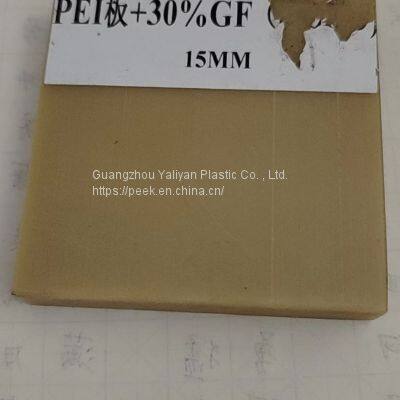 PEI板+30%GF (
15MM
Guangzhou Yaliyan Plastic Co. , Ltd.
https://peek.en.china.cn/